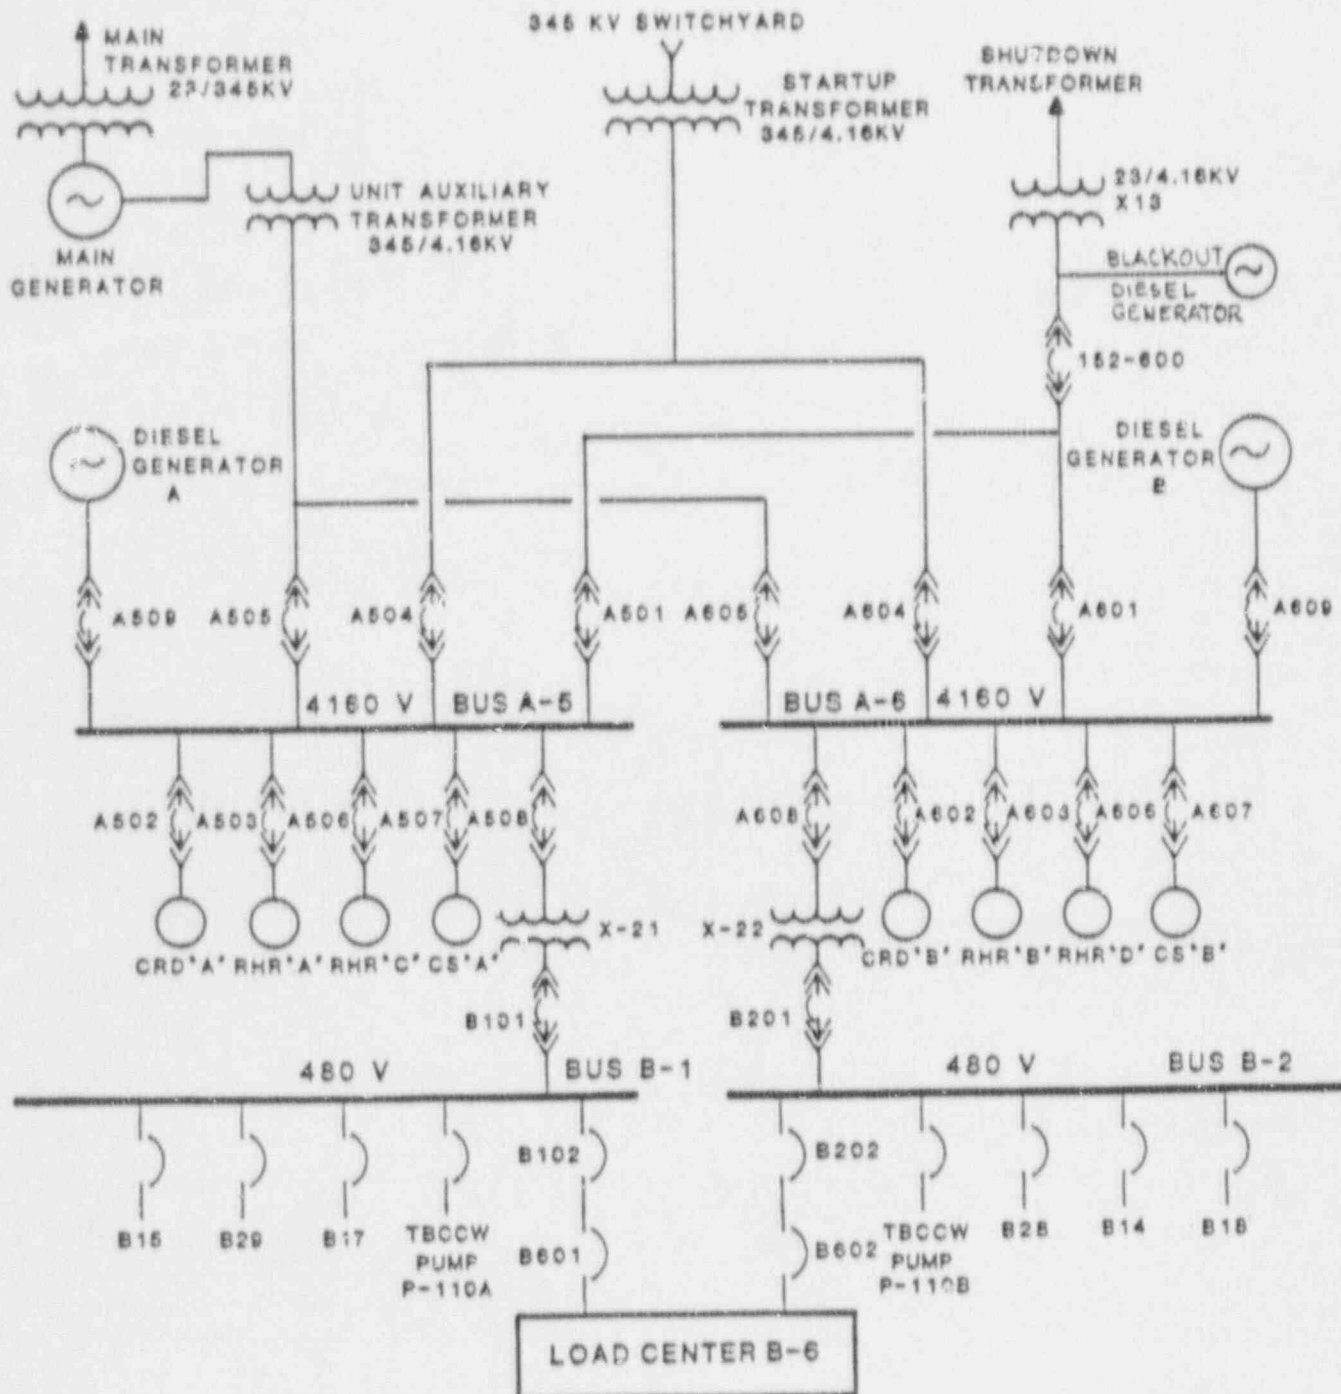 MAIN
TRANSFORMER
23/345KV
345 KV SWITCHYARD
STARTUP
TRANSFORMER
345/4.16KV
SHUTDOWN
TRANSFORMER
23/4.16KV
X13
UNIT AUXILIARY
TRANSFORMER
345/4.16KV
MAIN
GENERATOR
BLACKOUT
DIESEL
GENERATOR
152-600
DIESEL
GENERATOR
A
DIESEL
GENERATOR
B
A509
A505
A504
A501
A605
A604
A601
A609
4160 V
BUS A-5
BUS A-6
4160 V
A502
A503
A506
A507
A508
A608
A602
A603
A606
A607
CRD"A"
RHR"A"
RHR"C"
CS"A"
X-21
X-22
CRD"B"
RHR"B"
RHR"D"
CS"B"
B101
B201
480 V
BUS B-1
480 V
BUS B-2
B102
B202
B15
B29
B17
TBCCW
PUMP
P-110A
B601
B602
TBCCW
PUMP
P-110B
B28
B14
B18
LOAD CENTER B-6